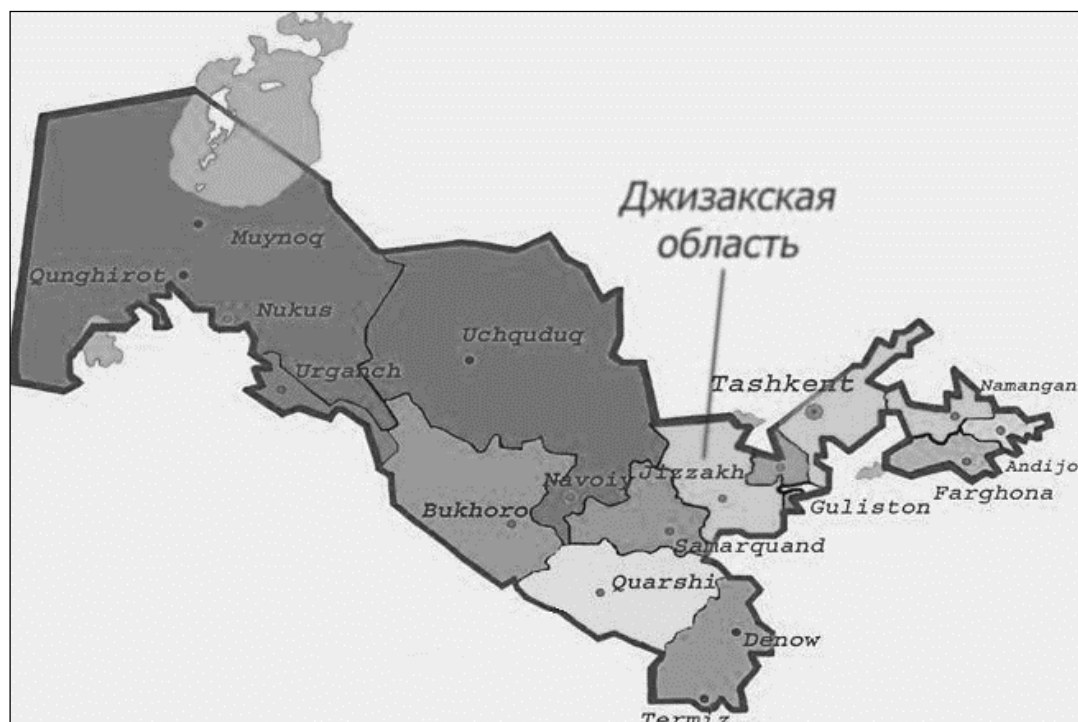 Джизакская
область
Muynoq
Qunghirot
Nukus
Uchquduq
Urganch
Tashkent
Namangan
Jizzakh
Navoiy
Andijo
Farghona
Bukhoro
Guliston
Samarquand
Quarshi
Denow
Termiz